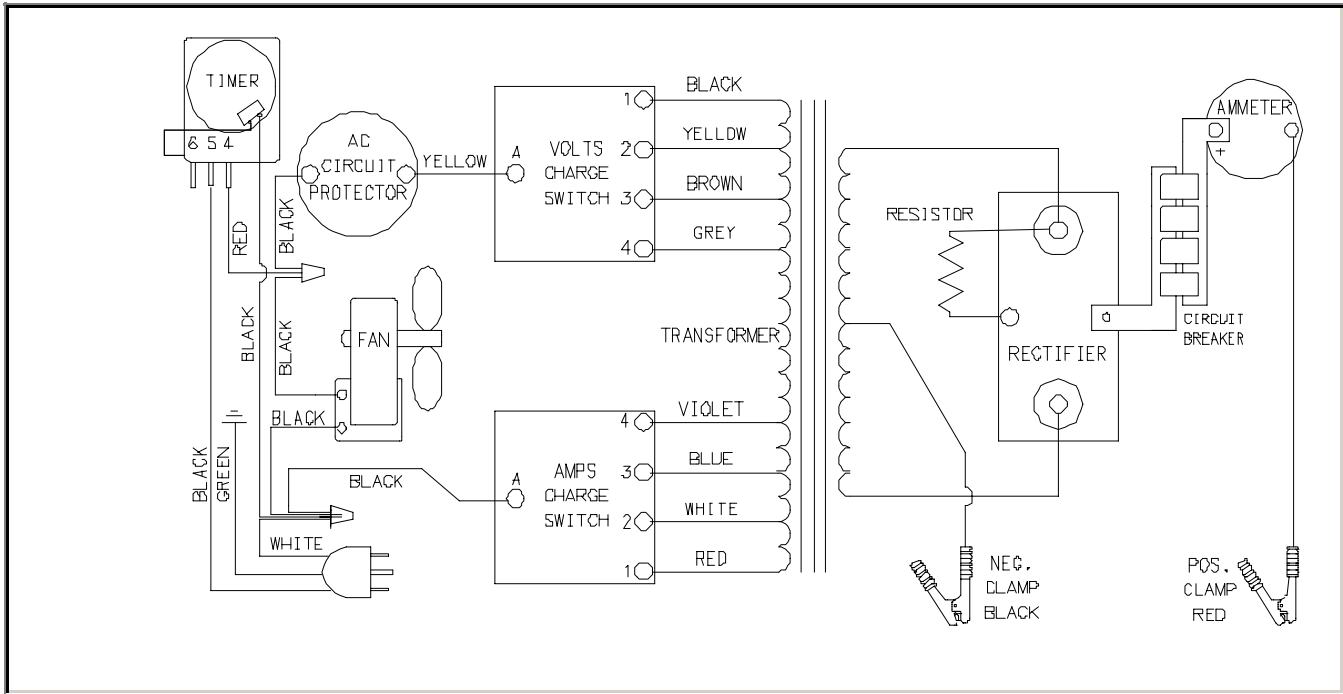 TIMER
6 5 4
AC
CIRCUIT
PROTECTOR
YELLOW
A
VOLTS
CHARGE
SWITCH
1
2
3
4
BLACK
YELLOW
BROWN
GREY
RED
BLACK
BLACK
BLACK
FAN
BLACK
TRANSFORMER
RESISTOR
RECTIFIER
AMMETER
+
CIRCUIT
BREAKER
BLACK
GREEN
BLACK
WHITE
A
AMPS
CHARGE
SWITCH
4
3
2
1
VIOLET
BLUE
WHITE
RED
NEG.
CLAMP
BLACK
POS.
CLAMP
RED